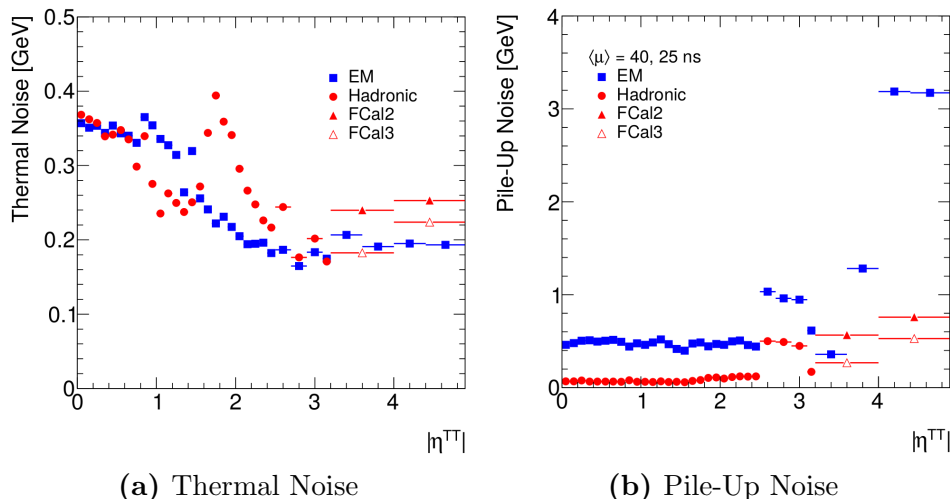 Thermal Noise [GeV]
0.5
0.4
0.3
0.2
0.1
0
0
1
2
3
4
|η^TT|
EM
Hadronic
FCal2
FCal3
(a) Thermal Noise
Pile-Up Noise [GeV]
4
3
2
1
0
0
1
2
3
4
|η^TT|
⟨μ⟩ = 40, 25 ns
EM
Hadronic
FCal2
FCal3
(b) Pile-Up Noise